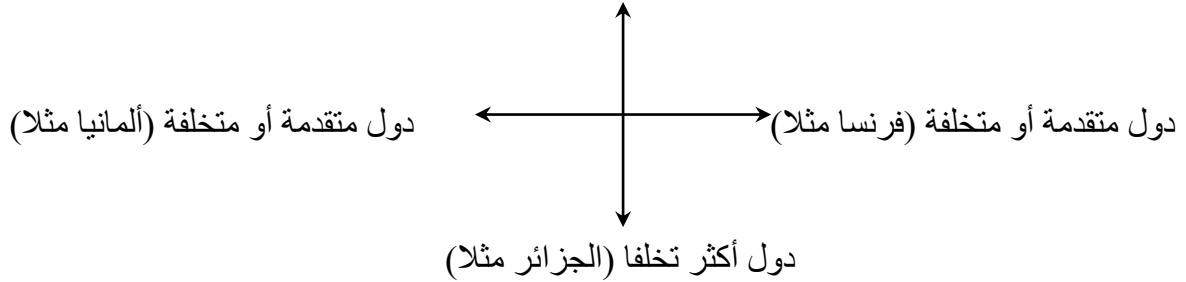 دول متقدمة أو متخلفة (فرنسا مثلا)
دول متقدمة أو متخلفة (ألمانيا مثلا)
دول أكثر تخلفا (الجزائر مثلا)